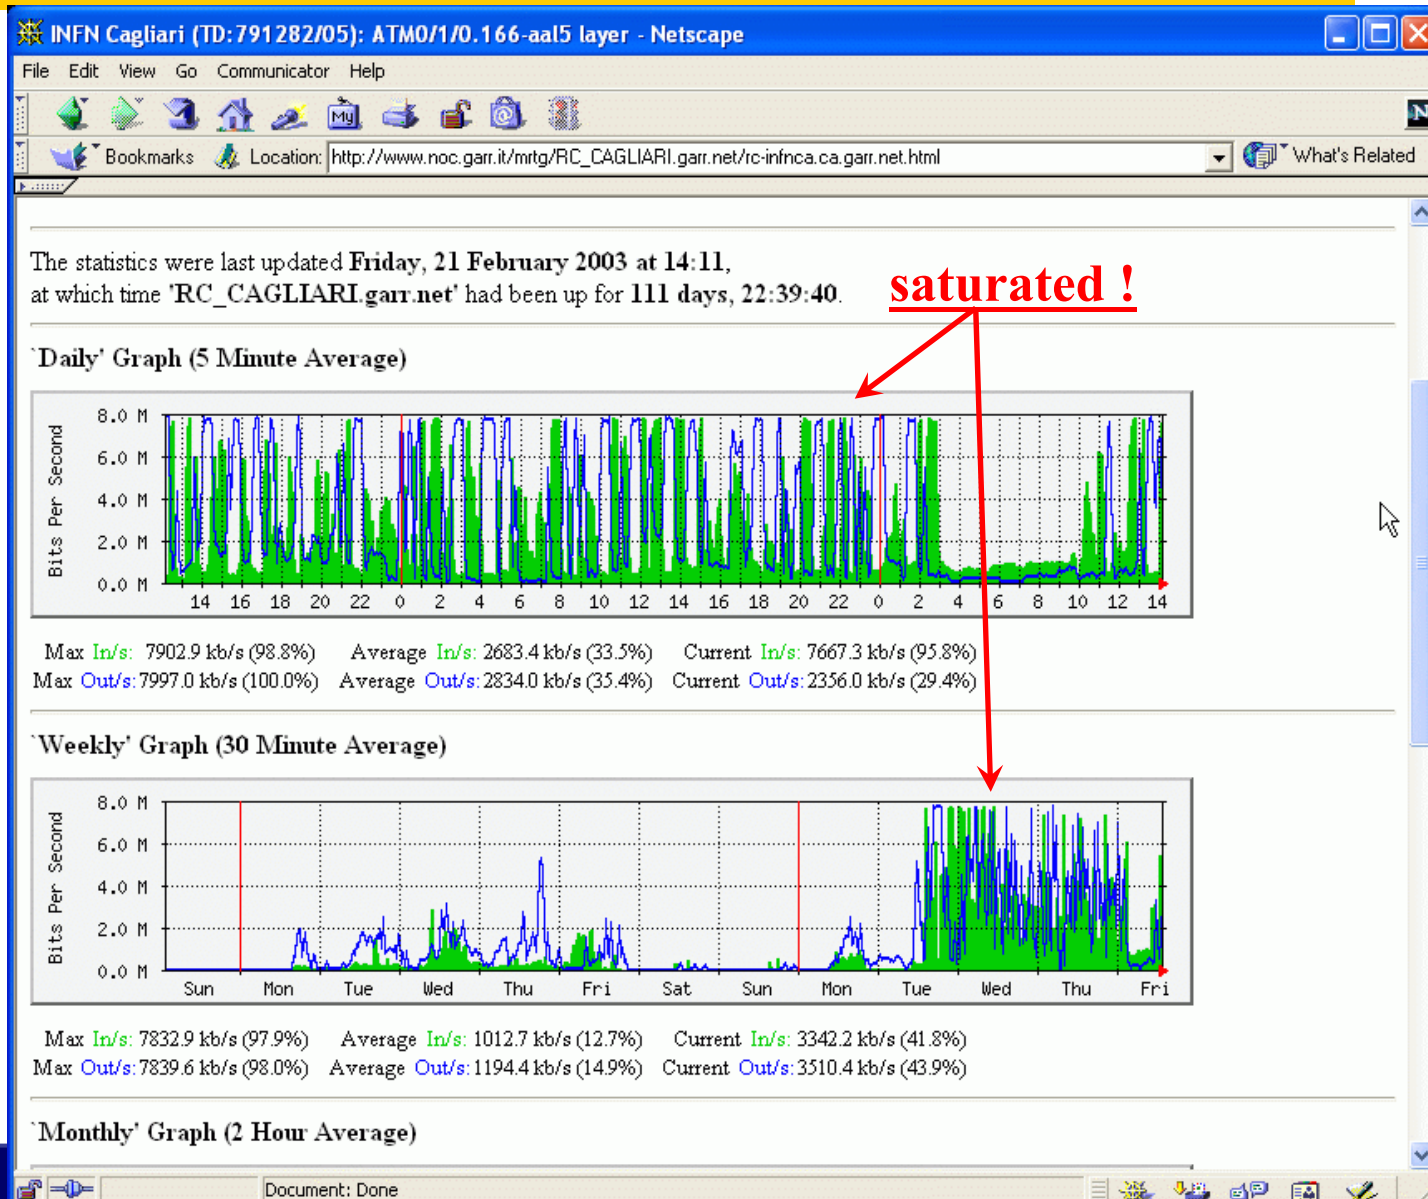 INFN Cagliari (TD:791282/05): ATM0/1/0.166-aal5 layer - Netscape
File Edit View Go Communicator Help
My
Bookmarks Location: http://www.noc.garr.it/mrtg/RC_CAGLIARI.garr.net/rc-infnca.ca.garr.net.html What's Related
The statistics were last updated Friday, 21 February 2003 at 14:11,
at which time 'RC_CAGLIARI.garr.net' had been up for 111 days, 22:39:40.
saturated !
`Daily' Graph (5 Minute Average)
Bits Per Second
8.0 M
6.0 M
4.0 M
2.0 M
0.0 M
14 16 18 20 22 0 2 4 6 8 10 12 14 16 18 20 22 0 2 4 6 8 10 12 14
Max In/s: 7902.9 kb/s (98.8%) Average In/s: 2683.4 kb/s (33.5%) Current In/s: 7667.3 kb/s (95.8%)
Max Out/s: 7997.0 kb/s (100.0%) Average Out/s: 2834.0 kb/s (35.4%) Current Out/s: 2356.0 kb/s (29.4%)
`Weekly' Graph (30 Minute Average)
Bits Per Second
8.0 M
6.0 M
4.0 M
2.0 M
0.0 M
Sun Mon Tue Wed Thu Fri Sat Sun Mon Tue Wed Thu Fri
Max In/s: 7832.9 kb/s (97.9%) Average In/s: 1012.7 kb/s (12.7%) Current In/s: 3342.2 kb/s (41.8%)
Max Out/s: 7839.6 kb/s (98.0%) Average Out/s: 1194.4 kb/s (14.9%) Current Out/s: 3510.4 kb/s (43.9%)
`Monthly' Graph (2 Hour Average)
Document: Done